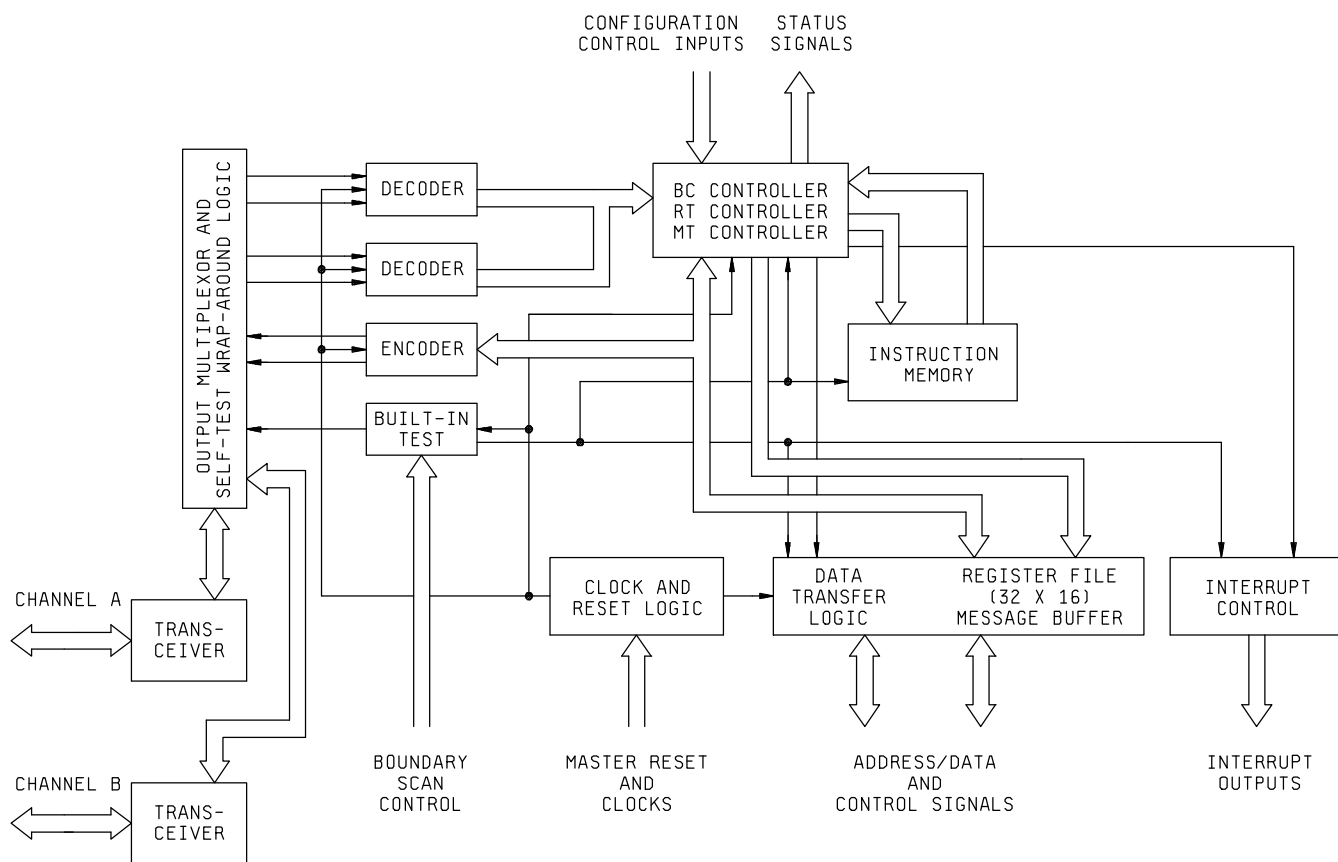 CONFIGURATION
CONTROL INPUTS
STATUS
SIGNALS
OUTPUT MULTIPLEXOR AND
SELF-TEST WRAP-AROUND LOGIC
DECODER
BC CONTROLLER
RT CONTROLLER
MT CONTROLLER
DECODER
ENCODER
INSTRUCTION
MEMORY
BUILT-IN
TEST
CLOCK AND
RESET LOGIC
DATA
TRANSFER
LOGIC
REGISTER FILE
(32 X 16)
MESSAGE BUFFER
INTERRUPT
CONTROL
CHANNEL A
TRANS-
CEIVER
BOUNDARY
SCAN
CONTROL
MASTER RESET
AND
CLOCKS
ADDRESS/DATA
AND
CONTROL SIGNALS
INTERRUPT
OUTPUTS
CHANNEL B
TRANS-
CEIVER